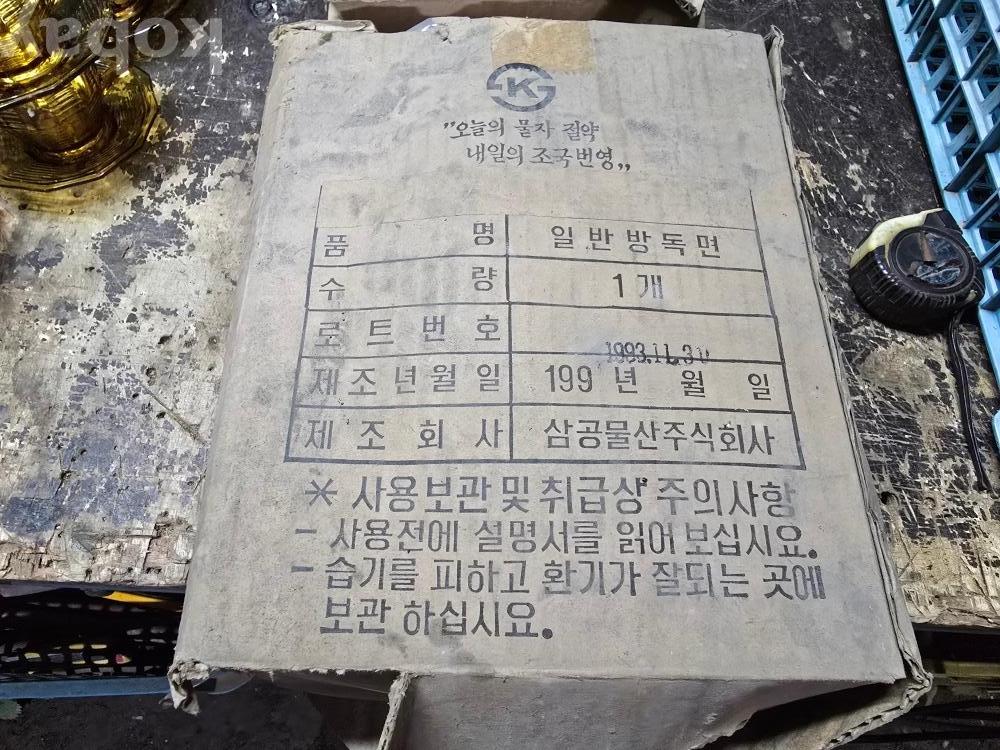 kobay
K
"오늘의 물자 절약
내일의 조국번영"
품 명 일반방독면
수 량 1개
로트번호
1993.11.30
제조년월일 199 년 월 일
제조회사 삼공물산주식회사
※ 사용보관 및 취급상 주의사항
- 사용전에 설명서를 읽어 보십시요.
- 습기를 피하고 환기가 잘되는 곳에
보관 하십시요.